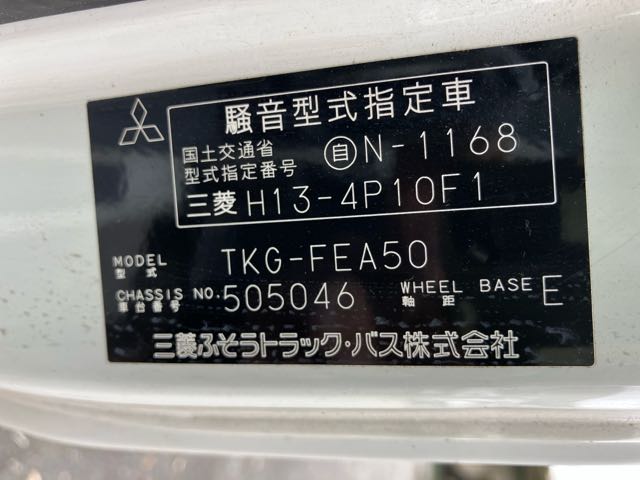 騒音型式指定車
国土交通省
型式指定番号 自N-1168
三菱 H13-4P10F1
MODEL
型式 TKG-FEA50
CHASSIS NO.
車台番号 505046 WHEEL BASE
軸距 E
三菱ふそうトラック・バス株式会社